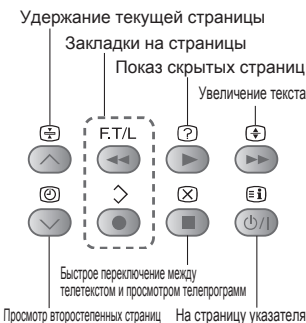 Удержание текущей страницы
Закладки на страницы
Показ скрытых страниц
Увеличение текста
F.T/L
?
i
/I
Быстрое переключение между
телетекстом и просмотром телепрограмм
Просмотр второстепенных страниц
На страницу указателя